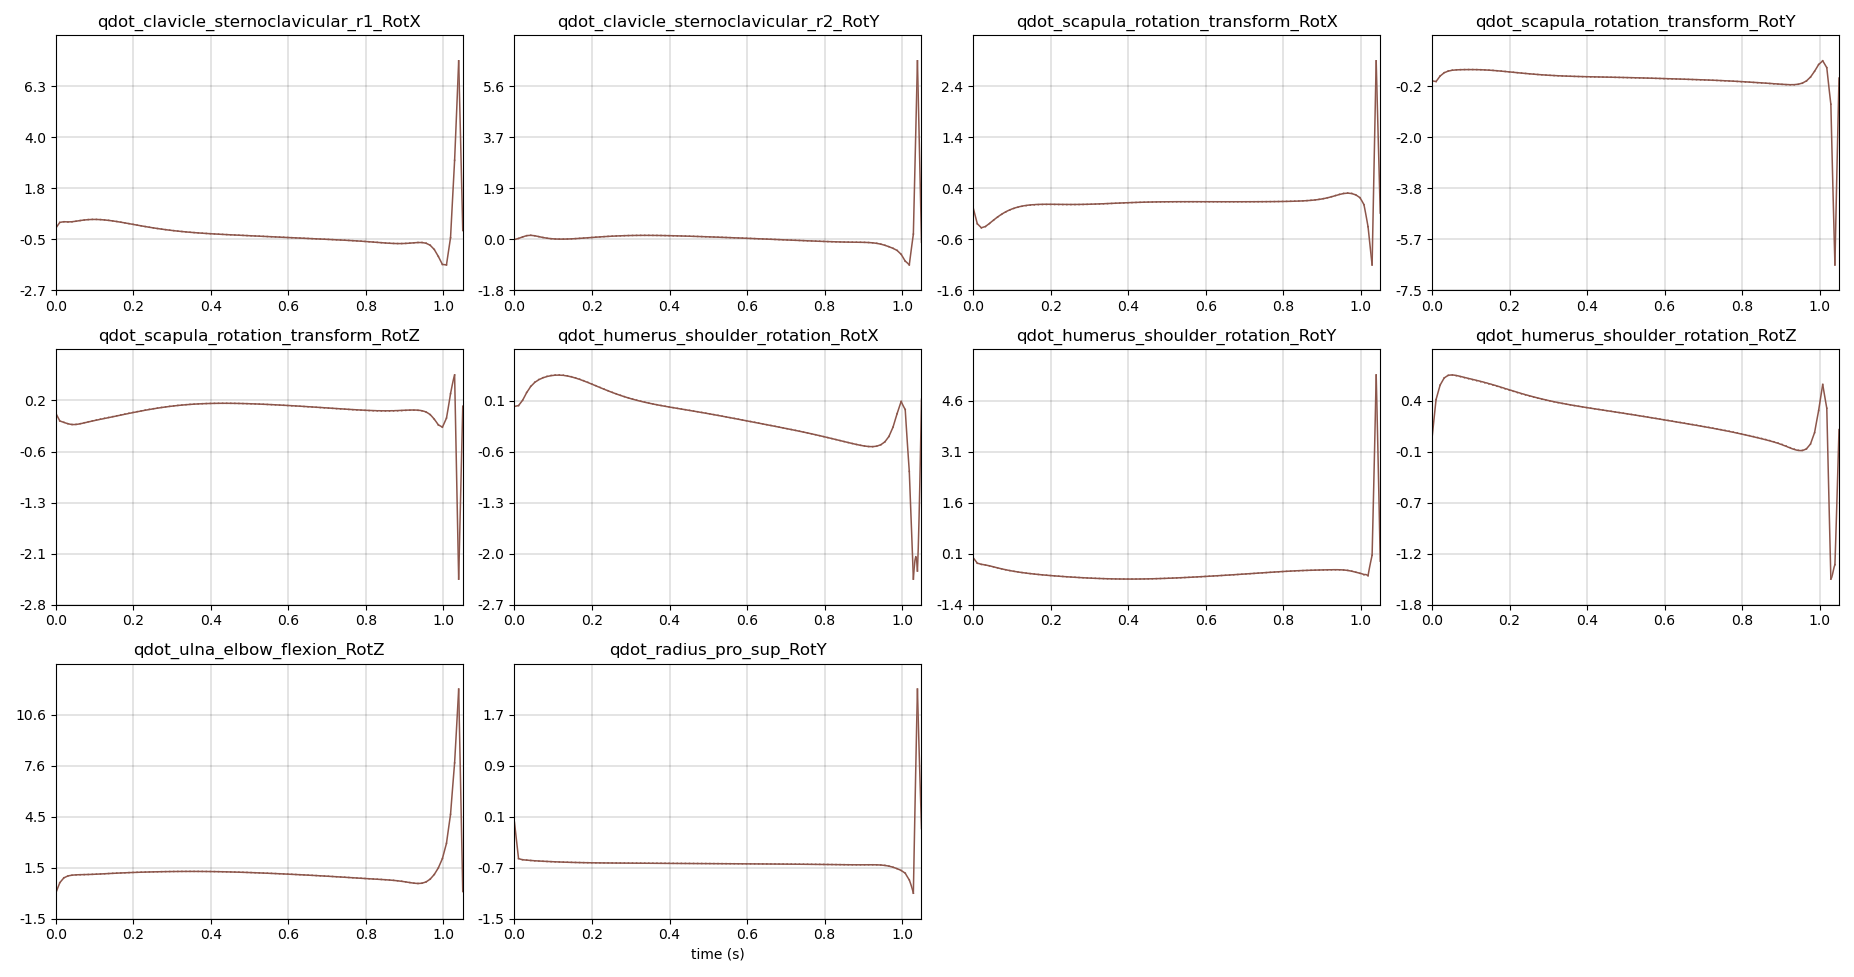 qdot_clavicle_sternoclavicular_r1_RotX
6.3
4.0
1.8
-0.5
-2.7
0.0 0.2 0.4 0.6 0.8 1.0
qdot_clavicle_sternoclavicular_r2_RotY
5.6
3.7
1.9
0.0
-1.8
0.0 0.2 0.4 0.6 0.8 1.0
qdot_scapula_rotation_transform_RotX
2.4
1.4
0.4
-0.6
-1.6
0.0 0.2 0.4 0.6 0.8 1.0
qdot_scapula_rotation_transform_RotY
-0.2
-2.0
-3.8
-5.7
-7.5
0.0 0.2 0.4 0.6 0.8 1.0
qdot_scapula_rotation_transform_RotZ
0.2
-0.6
-1.3
-2.1
-2.8
0.0 0.2 0.4 0.6 0.8 1.0
qdot_humerus_shoulder_rotation_RotX
0.1
-0.6
-1.3
-2.0
-2.7
0.0 0.2 0.4 0.6 0.8 1.0
qdot_humerus_shoulder_rotation_RotY
4.6
3.1
1.6
0.1
-1.4
0.0 0.2 0.4 0.6 0.8 1.0
qdot_humerus_shoulder_rotation_RotZ
0.4
-0.1
-0.7
-1.2
-1.8
0.0 0.2 0.4 0.6 0.8 1.0
qdot_ulna_elbow_flexion_RotZ
10.6
7.6
4.5
1.5
-1.5
0.0 0.2 0.4 0.6 0.8 1.0
qdot_radius_pro_sup_RotY
1.7
0.9
0.1
-0.7
-1.5
0.0 0.2 0.4 0.6 0.8 1.0
time (s)